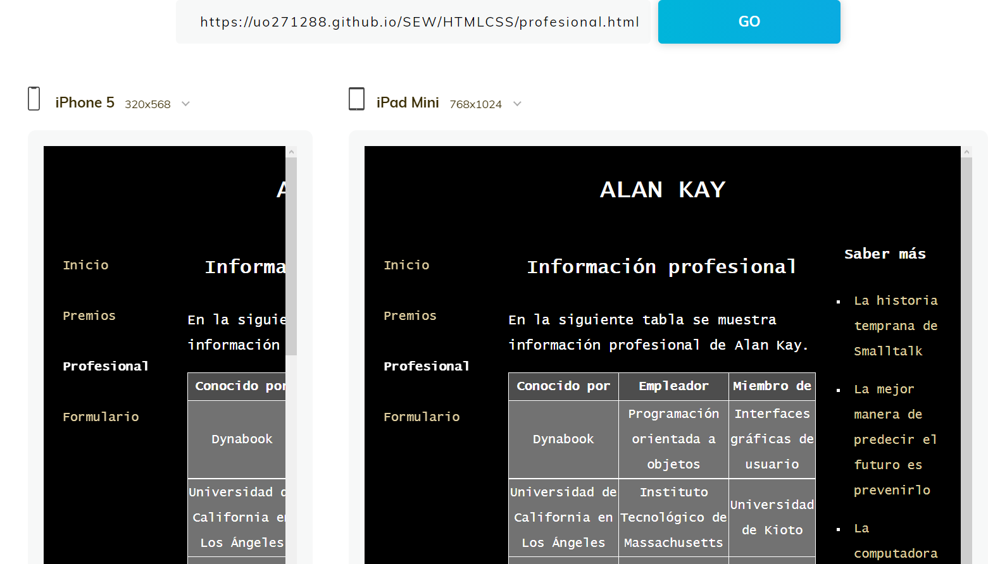 https://uo271288.github.io/SEW/HTMLCSS/profesional.html
GO
iPhone 5 320x568
iPad Mini 768x1024
A
Inicio
Premios
Profesional
Formulario
Informa
En la siguie
información
Conocido por
Dynabook
Universidad d
California en
Los Ángeles
ALAN KAY
Inicio
Premios
Profesional
Formulario
Información profesional
En la siguiente tabla se muestra
información profesional de Alan Kay.
Conocido por Empleador Miembro de
Dynabook
Programación
orientada a
objetos
Interfaces
gráficas de
usuario
Universidad de
California en
Los Ángeles
Instituto
Tecnológico de
Massachusetts
Universidad
de Kioto
Saber más
La historia
temprana de
Smalltalk
La mejor
manera de
predecir el
futuro es
prevenirlo
La
computadora